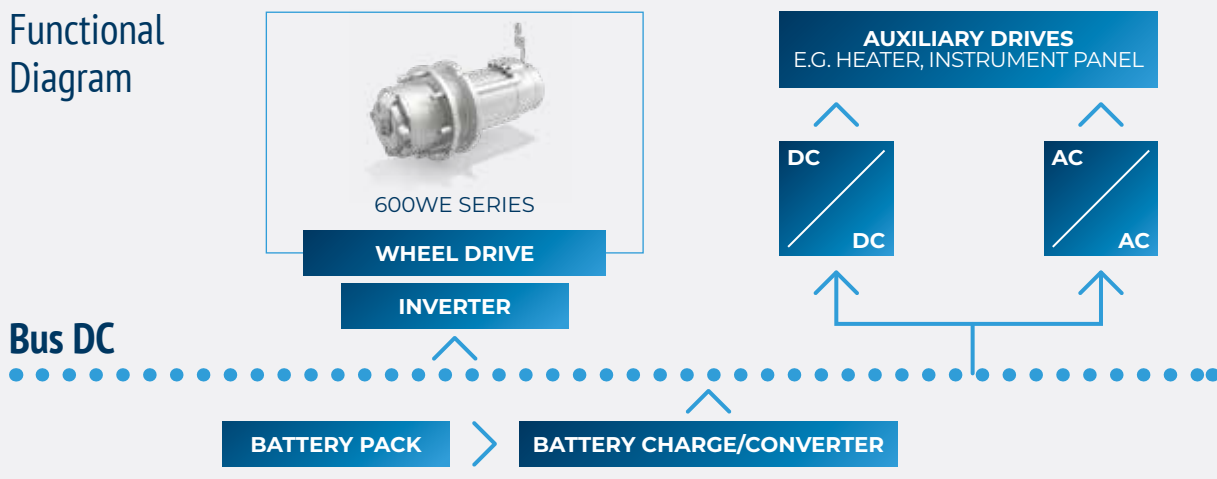 Functional
Diagram
600WE SERIES
WHEEL DRIVE
INVERTER
AUXILIARY DRIVES
E.G. HEATER, INSTRUMENT PANEL
DC
DC
AC
AC
Bus DC
BATTERY PACK
BATTERY CHARGE/CONVERTER